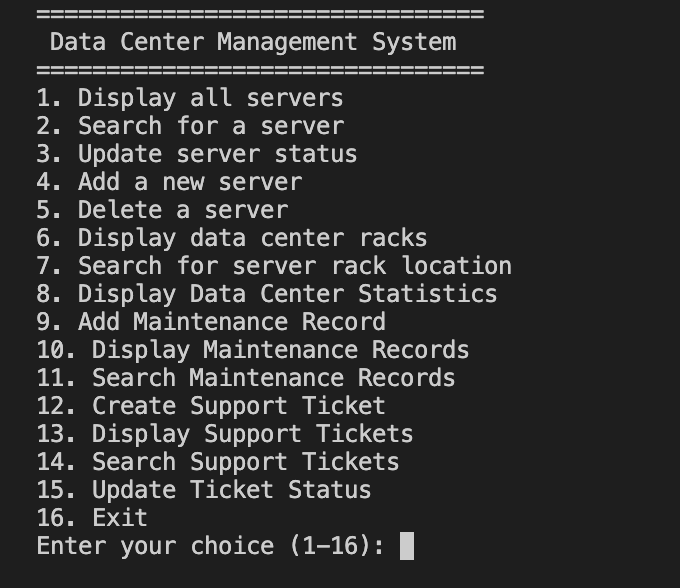 ================================
Data Center Management System
================================
1. Display all servers
2. Search for a server
3. Update server status
4. Add a new server
5. Delete a server
6. Display data center racks
7. Search for server rack location
8. Display Data Center Statistics
9. Add Maintenance Record
10. Display Maintenance Records
11. Search Maintenance Records
12. Create Support Ticket
13. Display Support Tickets
14. Search Support Tickets
15. Update Ticket Status
16. Exit
Enter your choice (1-16):